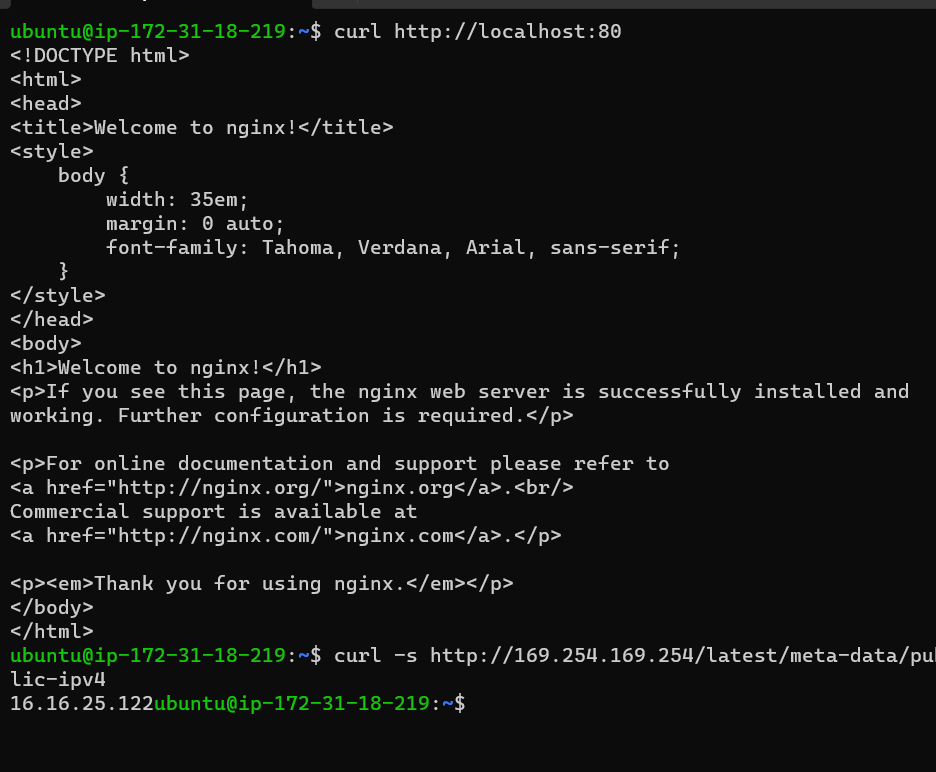 ubuntu@ip-172-31-18-219:~$ curl http://localhost:80
<!DOCTYPE html>
<html>
<head>
<title>Welcome to nginx!</title>
<style>
    body {
        width: 35em;
        margin: 0 auto;
        font-family: Tahoma, Verdana, Arial, sans-serif;
    }
</style>
</head>
<body>
<h1>Welcome to nginx!</h1>
<p>If you see this page, the nginx web server is successfully installed and
working. Further configuration is required.</p>

<p>For online documentation and support please refer to
<a href="http://nginx.org/">nginx.org</a>.<br/>
Commercial support is available at
<a href="http://nginx.com/">nginx.com</a>.</p>

<p><em>Thank you for using nginx.</em></p>
</body>
</html>
ubuntu@ip-172-31-18-219:~$ curl -s http://169.254.169.254/latest/meta-data/pub
lic-ipv4
16.16.25.122ubuntu@ip-172-31-18-219:~$